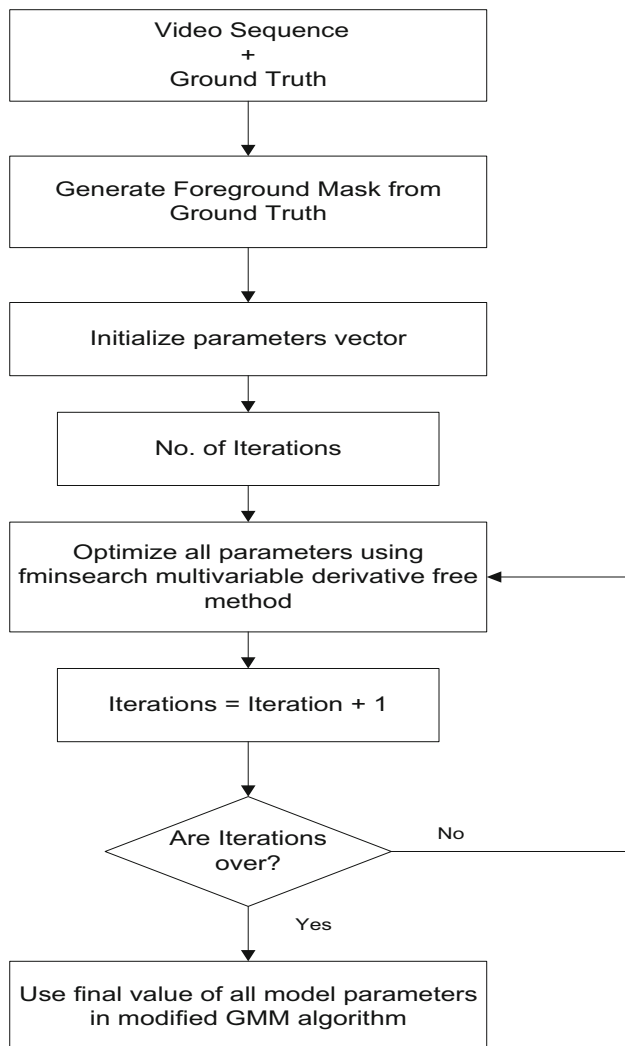 Video Sequence
+
Ground Truth
Generate Foreground Mask from
Ground Truth
Initialize parameters vector
No. of Iterations
Optimize all parameters using
fminsearch multivariable derivative free
method
Iterations = Iteration + 1
Are Iterations
over?
No
Yes
Use final value of all model parameters
in modified GMM algorithm